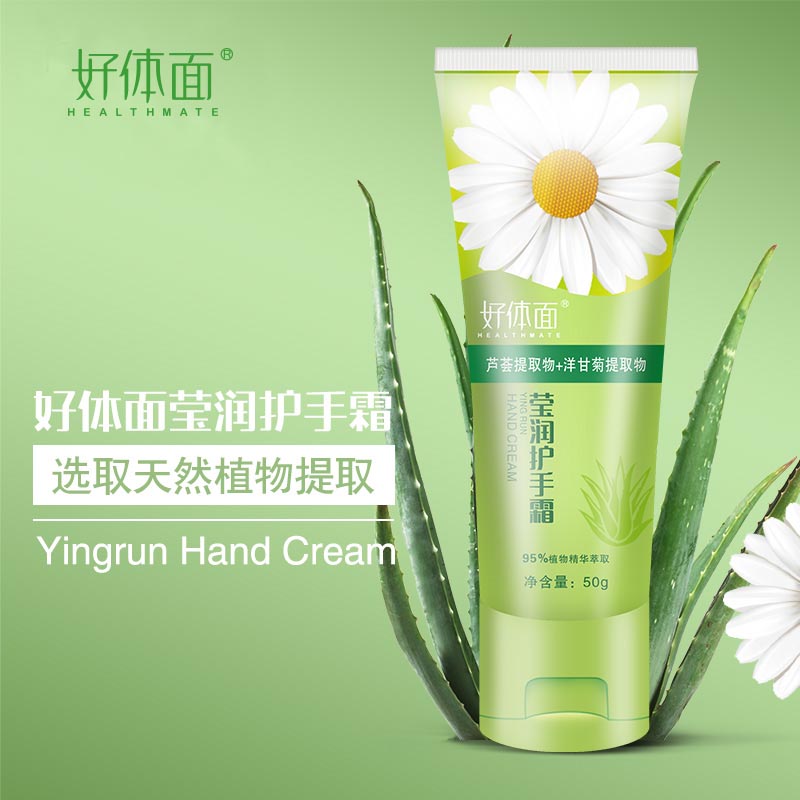 好体面®
HEALTHMATE
好体面莹润护手霜
选取天然植物提取
Yingrun Hand Cream
好体面®
HEALTHMATE
芦荟提取物+洋甘菊提取物
莹润护手霜
YING RUN
HAND CREAM
95%植物精华萃取
净含量：50g